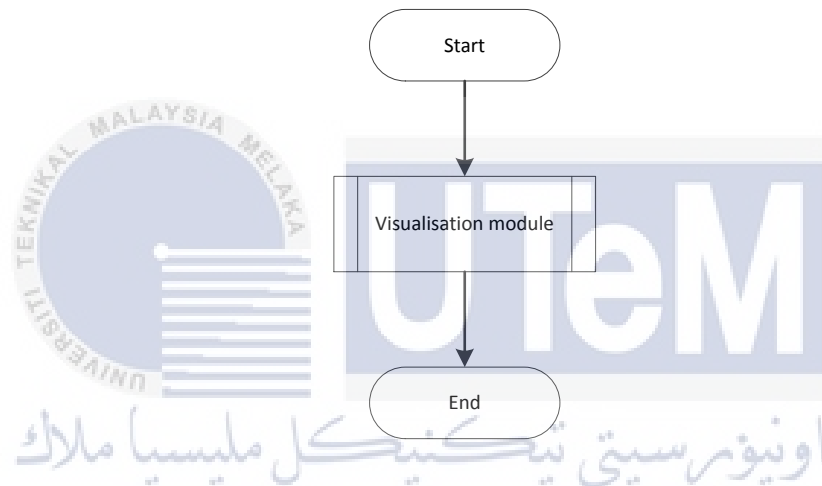 Start
UNIVERSITI TEKNIKAL MALAYSIA MELAKA
Visualisation module
UTeM
End
اونيۏرسيتي تيكنيكل مليسيا ملاك